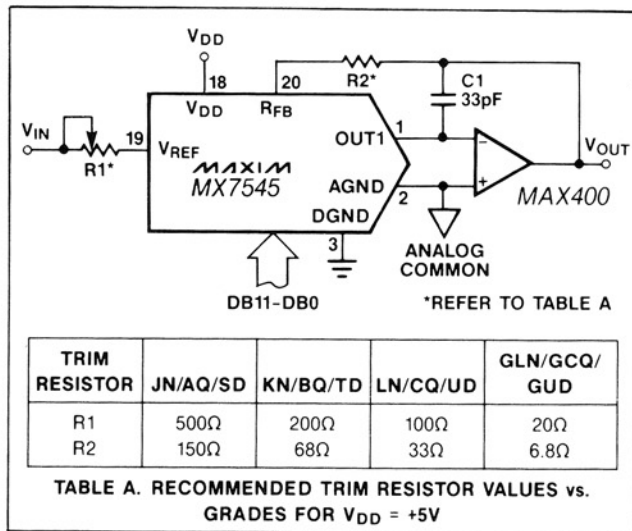 VDD
18
20
R2*
C1
33pF
VDD
RFB
VIN
19
VREF
R1*
OUT1
1
VOUT
MAXIM
MX7545
AGND
2
−
+
MAX400
DGND
3
ANALOG
COMMON
DB11-DB0
*REFER TO TABLE A
TRIM RESISTOR JN/AQ/SD KN/BQ/TD LN/CQ/UD GLN/GCQ/GUD
R1 500Ω 200Ω 100Ω 20Ω
R2 150Ω 68Ω 33Ω 6.8Ω
TABLE A. RECOMMENDED TRIM RESISTOR VALUES vs.
GRADES FOR VDD = +5V